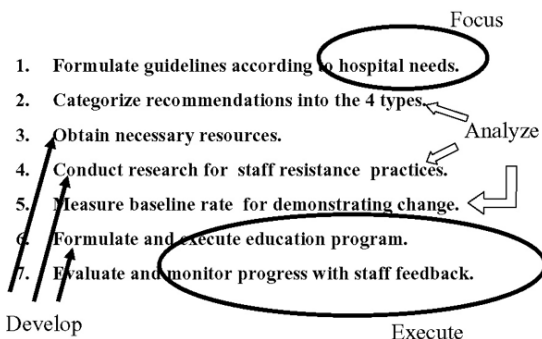 Focus
1. Formulate guidelines according to hospital needs.
2. Categorize recommendations into the 4 types.
3. Obtain necessary resources.
Analyze
4. Conduct research for staff resistance practices.
5. Measure baseline rate for demonstrating change.
6. Formulate and execute education program.
7. Evaluate and monitor progress with staff feedback.
Develop
Execute